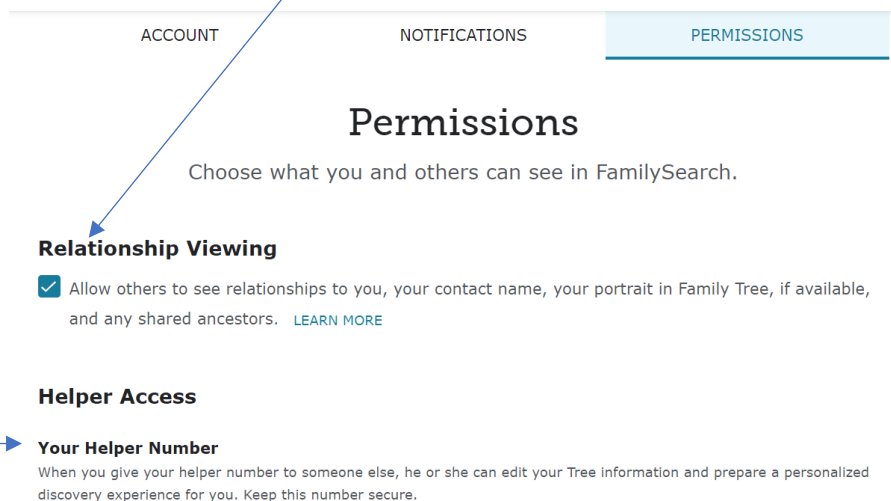 ACCOUNT NOTIFICATIONS PERMISSIONS
Permissions
Choose what you and others can see in FamilySearch.
Relationship Viewing
Allow others to see relationships to you, your contact name, your portrait in Family Tree, if available,
and any shared ancestors. LEARN MORE
Helper Access
Your Helper Number
When you give your helper number to someone else, he or she can edit your Tree information and prepare a personalized
discovery experience for you. Keep this number secure.